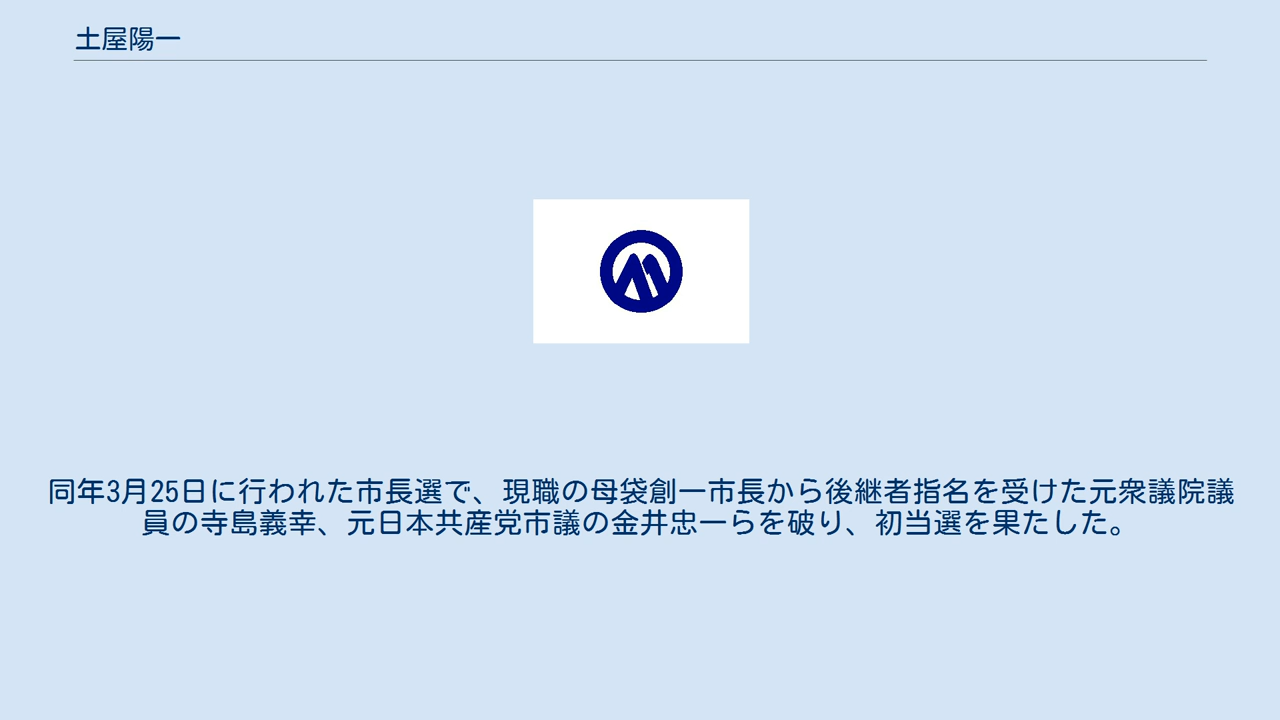 土屋陽一
同年3月25日に行われた市長選で、現職の母袋創一市長から後継者指名を受けた元衆議院議
員の寺島義幸、元日本共産党市議の金井忠一らを破り、初当選を果たした。